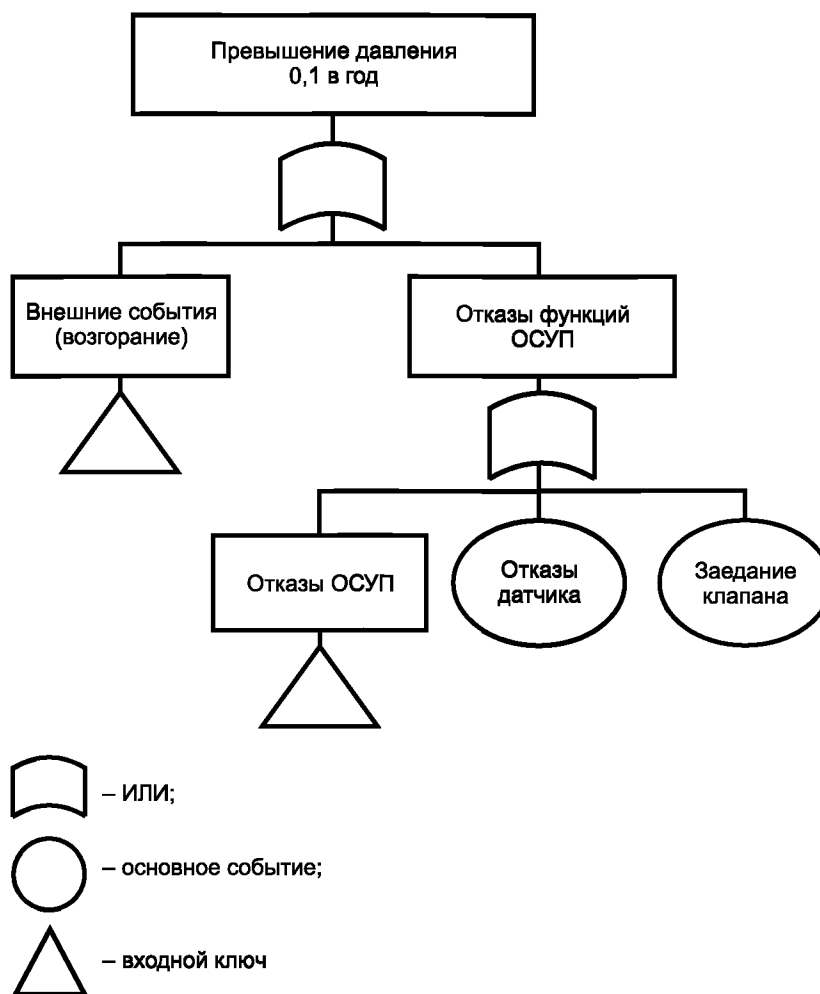 Превышение давления
0,1 в год
Внешние события
(возгорание)
Отказы функций
ОСУП
Отказы ОСУП
Отказы
датчика
Заедание
клапана
– ИЛИ;
– основное событие;
– входной ключ